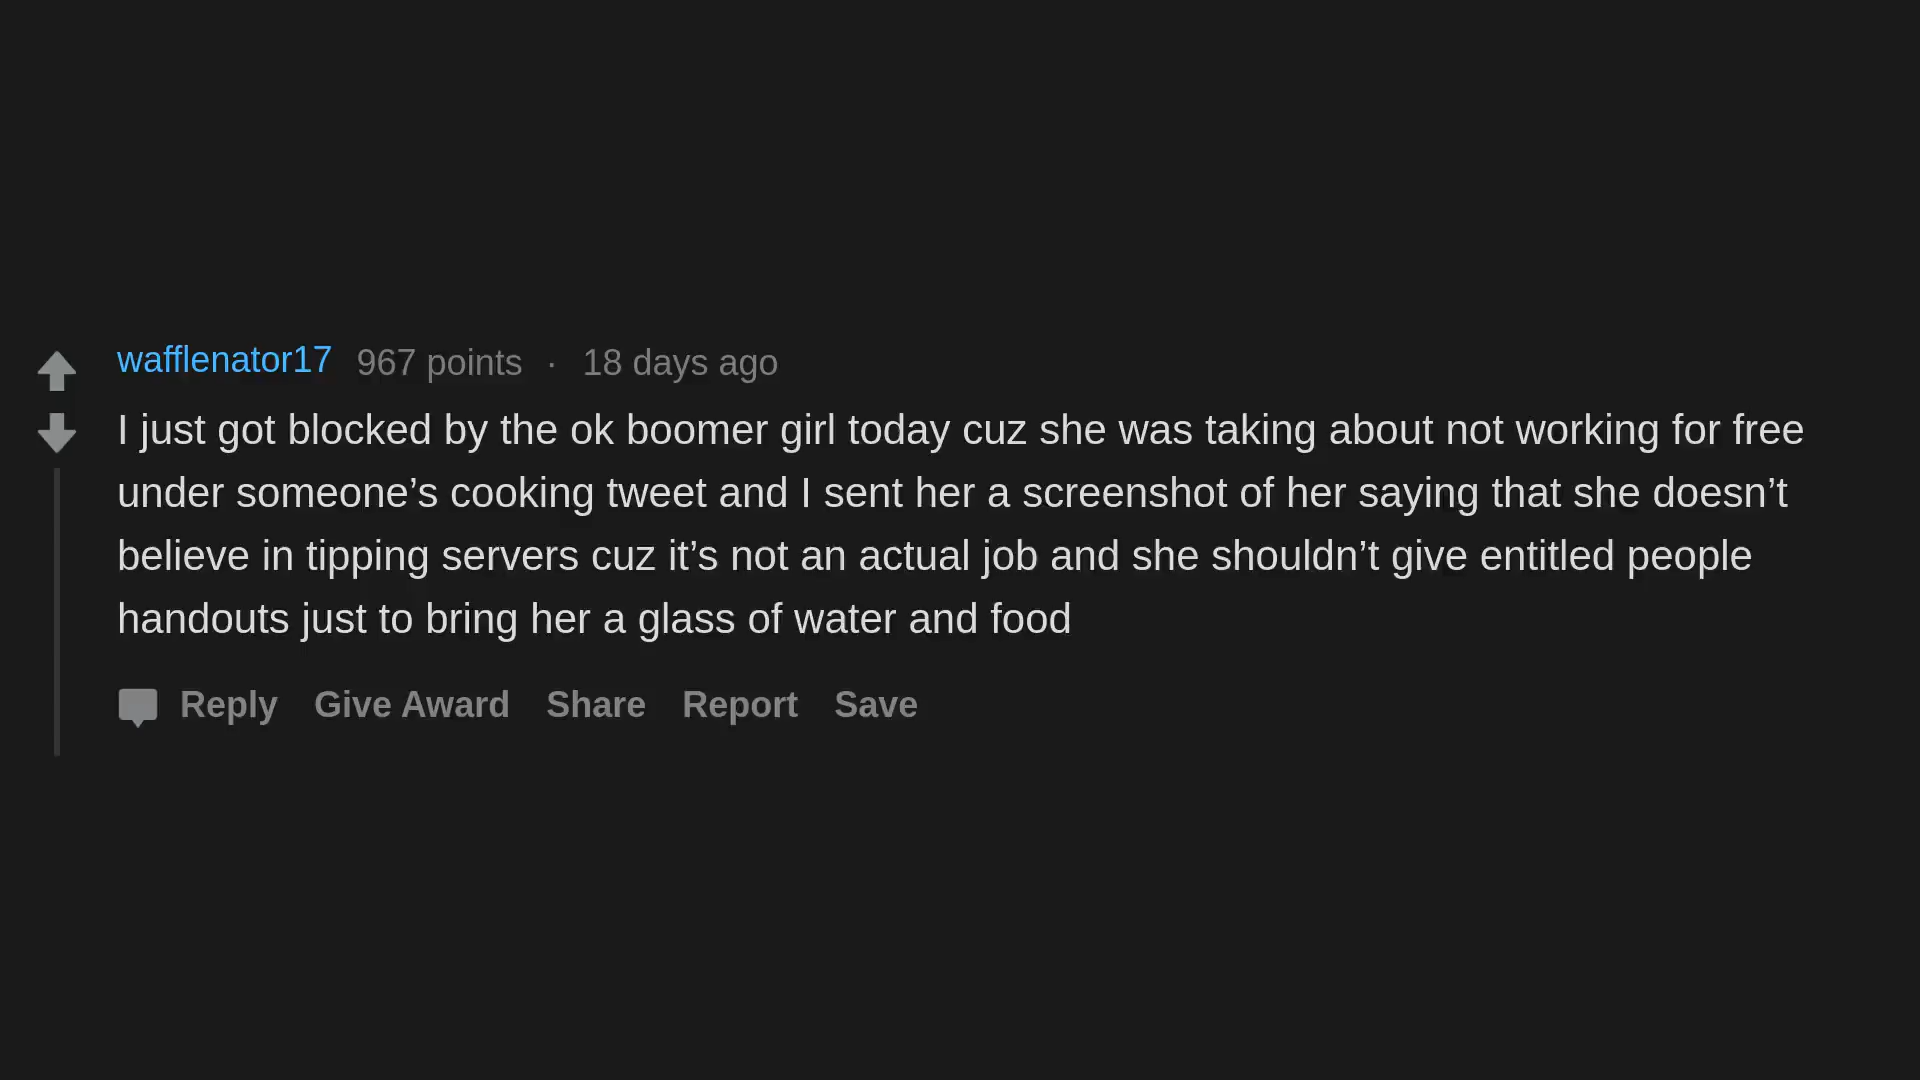 wafflenator17 967 points · 18 days ago
I just got blocked by the ok boomer girl today cuz she was taking about not working for free
under someone’s cooking tweet and I sent her a screenshot of her saying that she doesn’t
believe in tipping servers cuz it’s not an actual job and she shouldn’t give entitled people
handouts just to bring her a glass of water and food
Reply Give Award Share Report Save